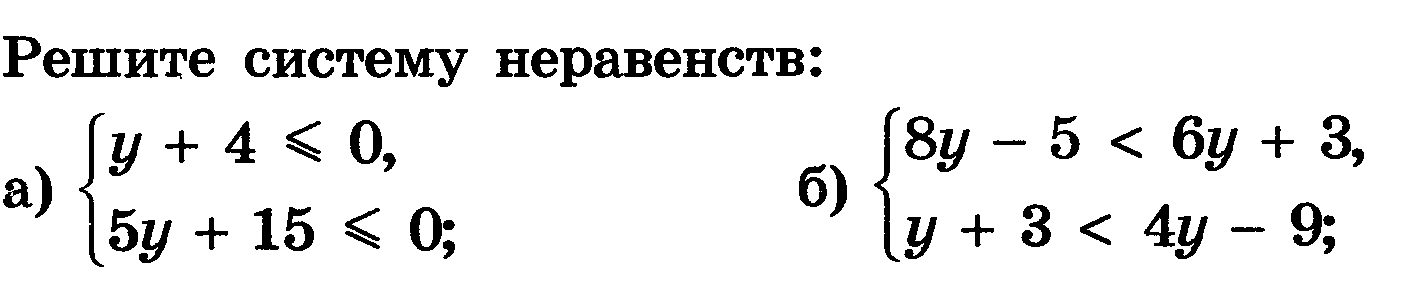 Решите систему неравенств:
а) { y + 4 ⩽ 0, 5y + 15 ⩽ 0;
б) { 8y − 5 < 6y + 3, y + 3 < 4y − 9;